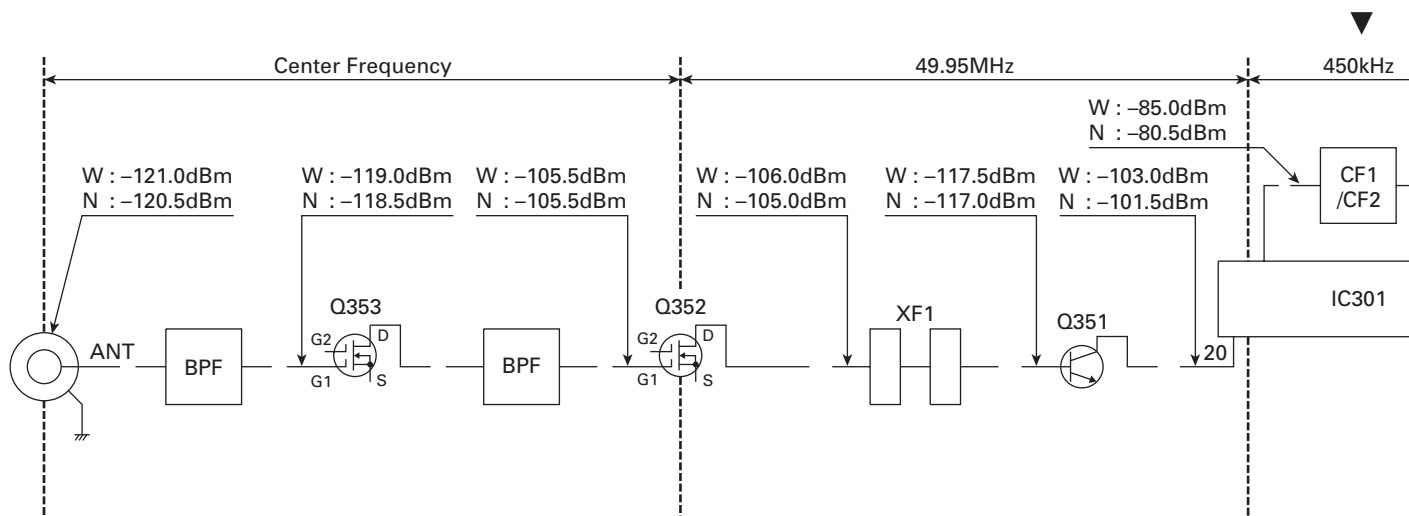 Center Frequency
49.95MHz
450kHz
W : –85.0dBm
N : –80.5dBm
W : –121.0dBm
N : –120.5dBm
W : –119.0dBm
N : –118.5dBm
W : –105.5dBm
N : –105.5dBm
W : –106.0dBm
N : –105.0dBm
W : –117.5dBm
N : –117.0dBm
W : –103.0dBm
N : –101.5dBm
CF1
/CF2
IC301
Q353
Q352
XF1
Q351
ANT
BPF
G2
G1
D
S
BPF
G2
G1
D
S
20